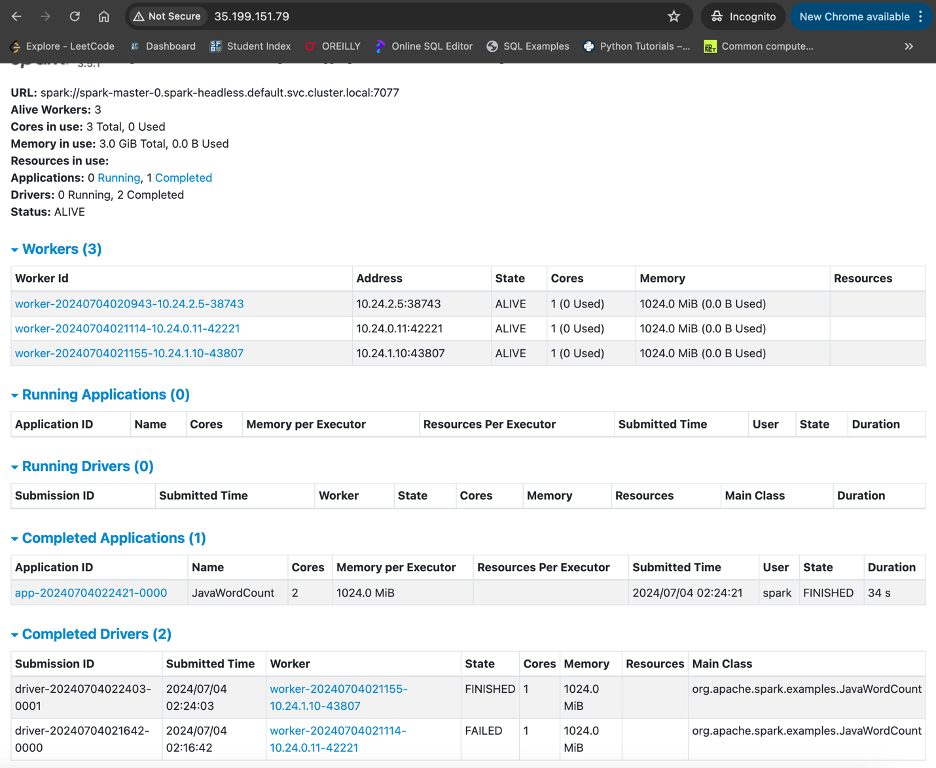 Not Secure 35.199.151.79 Incognito New Chrome available
Explore - LeetCode Dashboard Student Index O'REILLY Online SQL Editor SQL Examples Python Tutorials –... Common compute... »
3.5.1
URL: spark://spark-master-0.spark-headless.default.svc.cluster.local:7077
Alive Workers: 3
Cores in use: 3 Total, 0 Used
Memory in use: 3.0 GiB Total, 0.0 B Used
Resources in use:
Applications: 0 Running, 1 Completed
Drivers: 0 Running, 2 Completed
Status: ALIVE
Workers (3)
Worker Id Address State Cores Memory Resources
worker-20240704020943-10.24.2.5-38743 10.24.2.5:38743 ALIVE 1 (0 Used) 1024.0 MiB (0.0 B Used)
worker-20240704021114-10.24.0.11-42221 10.24.0.11:42221 ALIVE 1 (0 Used) 1024.0 MiB (0.0 B Used)
worker-20240704021155-10.24.1.10-43807 10.24.1.10:43807 ALIVE 1 (0 Used) 1024.0 MiB (0.0 B Used)
Running Applications (0)
Application ID Name Cores Memory per Executor Resources Per Executor Submitted Time User State Duration
Running Drivers (0)
Submission ID Submitted Time Worker State Cores Memory Resources Main Class Duration
Completed Applications (1)
Application ID Name Cores Memory per Executor Resources Per Executor Submitted Time User State Duration
app-20240704022421-0000 JavaWordCount 2 1024.0 MiB 2024/07/04 02:24:21 spark FINISHED 34 s
Completed Drivers (2)
Submission ID Submitted Time Worker State Cores Memory Resources Main Class
driver-20240704022403- 2024/07/04 worker-20240704021155- FINISHED 1 1024.0 org.apache.spark.examples.JavaWordCount
0001 02:24:03 10.24.1.10-43807 MiB
driver-20240704021642- 2024/07/04 worker-20240704021114- FAILED 1 1024.0 org.apache.spark.examples.JavaWordCount
0000 02:16:42 10.24.0.11-42221 MiB